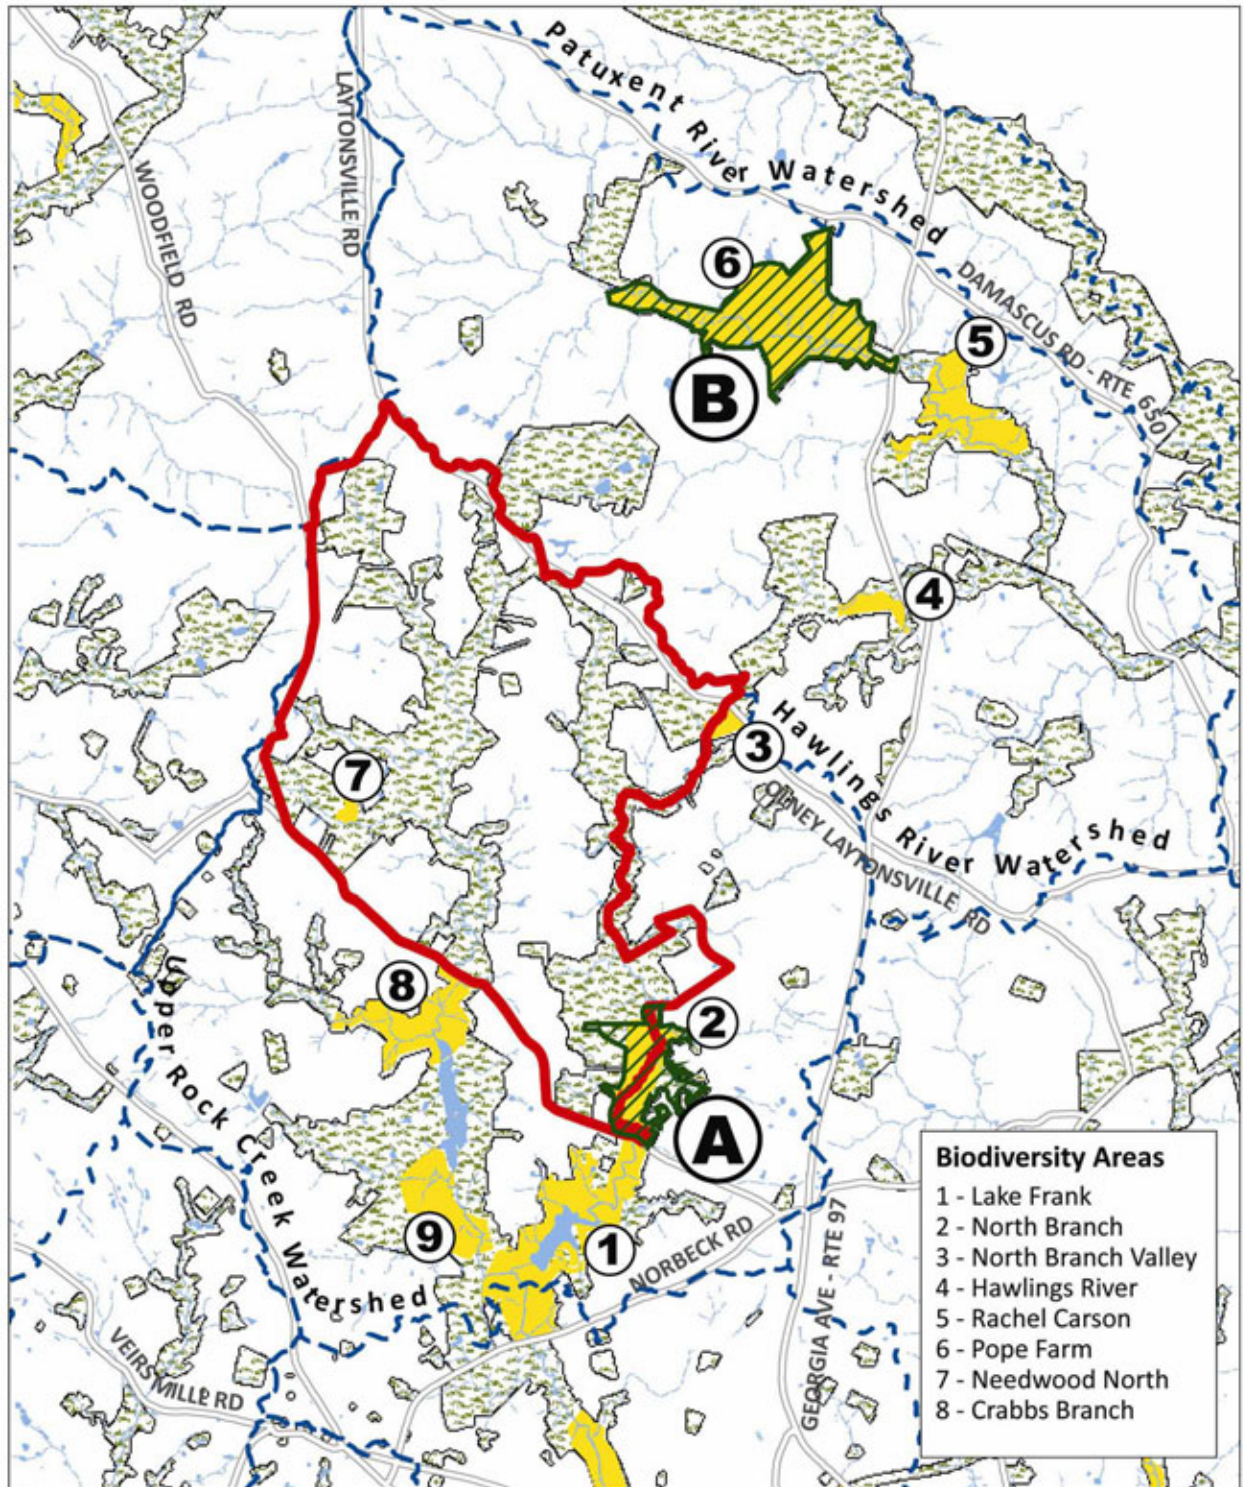 Patuxent River Watershed
LAYTONSVILLE RD
WOODFIELD RD
6
DAMASCUS RD - RTE 650
5
B
4
Hawlings River Watershed
3
7
OLNEY LAYTONSVILLE RD
8
2
Upper Rock Creek Watershed
A
9
1
NORBECK RD
GEORGIA AVE - RTE 97
VEIRS MILLE RD
Biodiversity Areas
1 - Lake Frank
2 - North Branch
3 - North Branch Valley
4 - Hawlings River
5 - Rachel Carson
6 - Pope Farm
7 - Needwood North
8 - Crabbs Branch